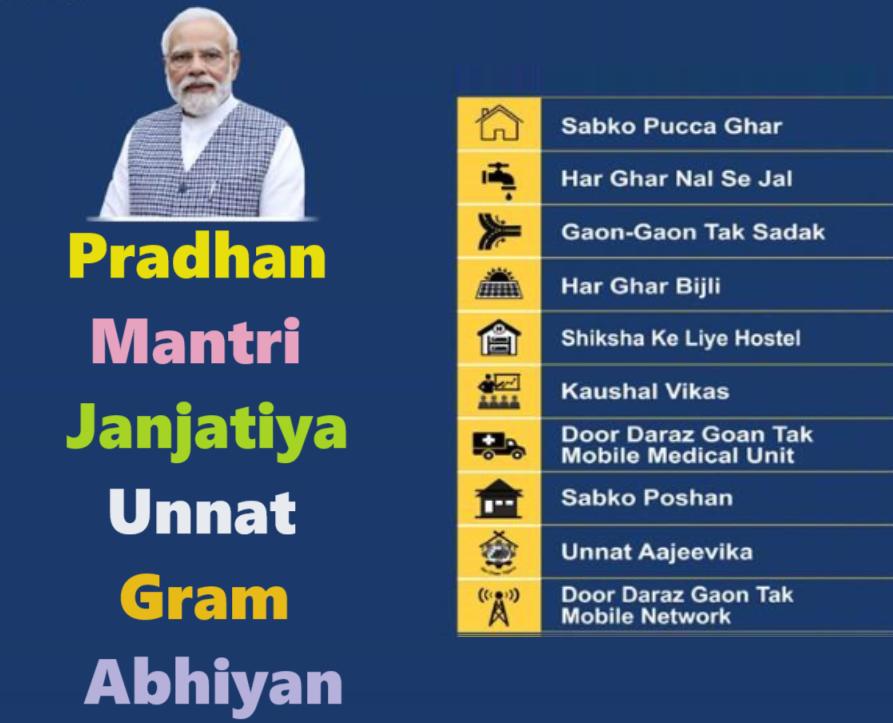 Pradhan
Mantri
Janjatiya
Unnat
Gram
Abhiyan
Sabko Pucca Ghar
Har Ghar Nal Se Jal
Gaon-Gaon Tak Sadak
Har Ghar Bijli
H
Shiksha Ke Liye Hostel
Kaushal Vikas
Door Daraz Goan Tak
Mobile Medical Unit
Sabko Poshan
Unnat Aajeevika
Door Daraz Gaon Tak
Mobile Network